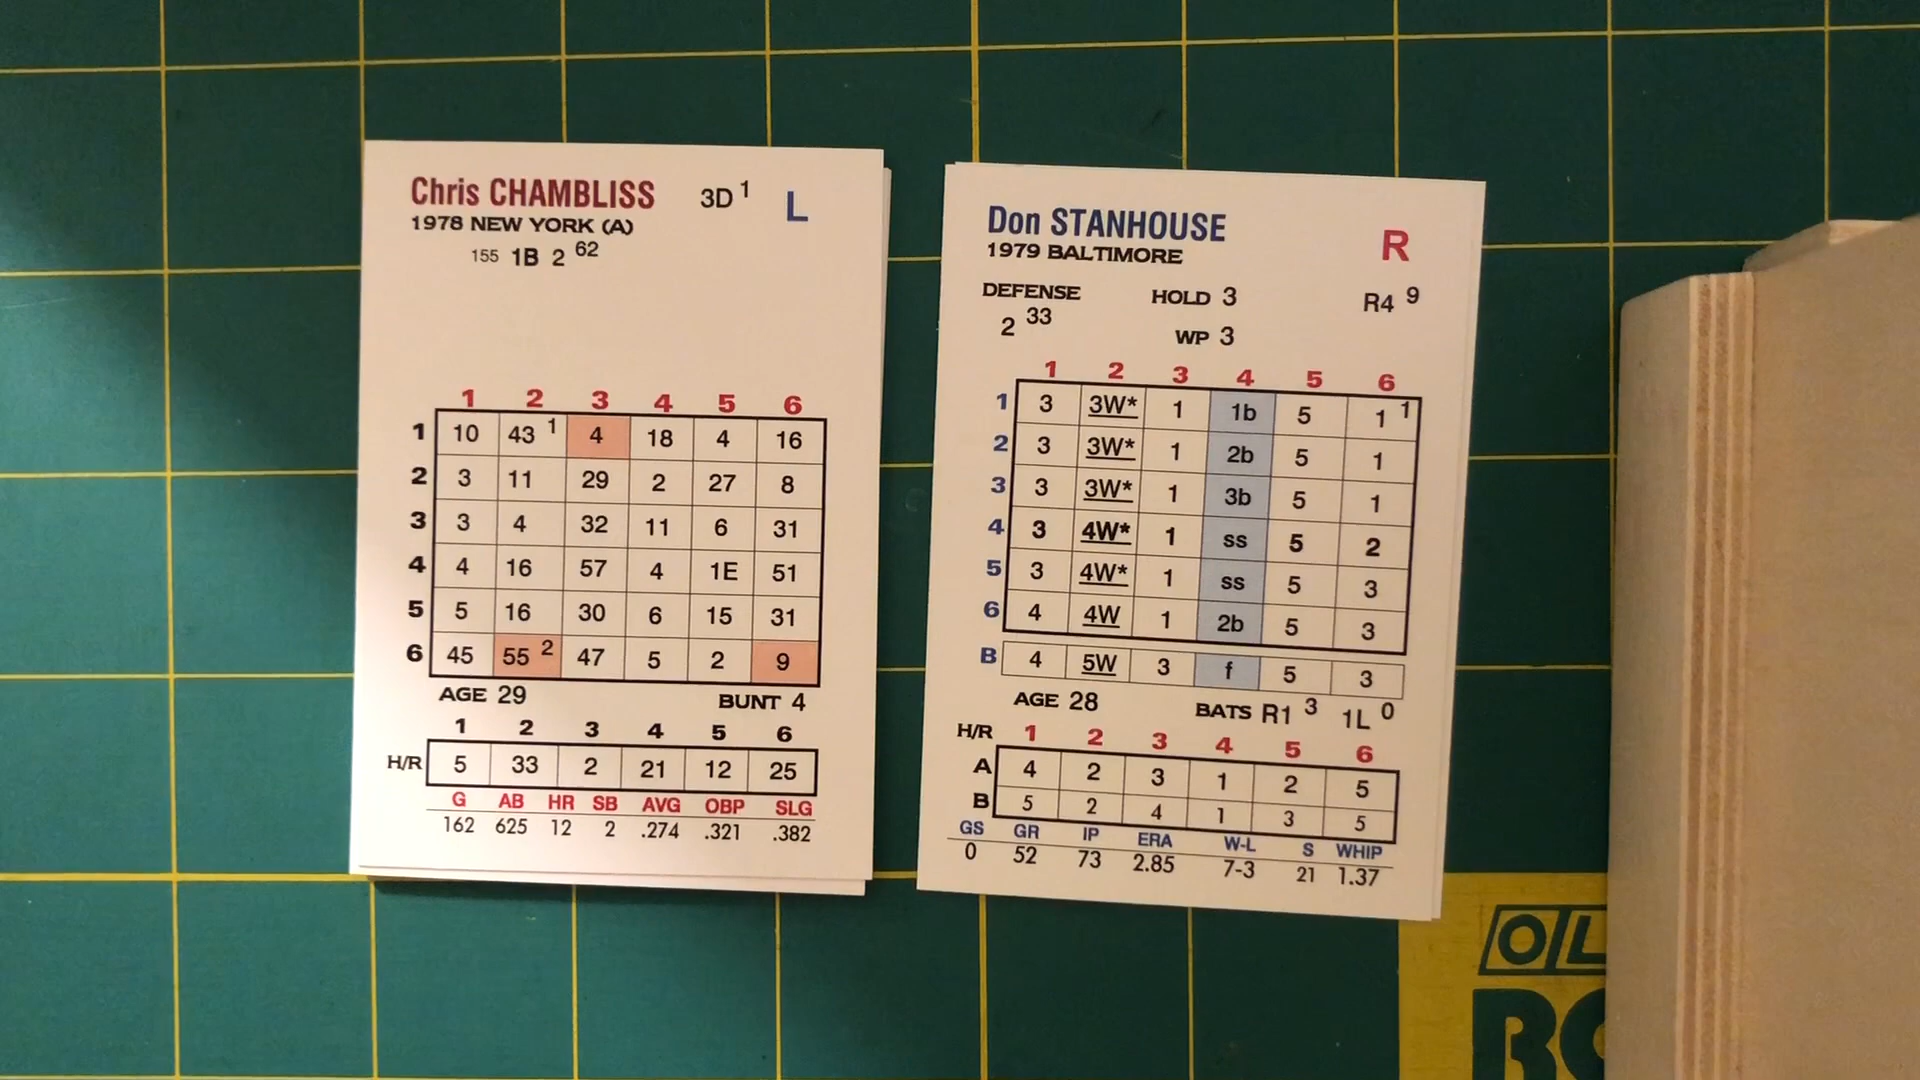 Chris CHAMBLISS 3D 1 L
1978 NEW YORK (A)
155 1B 2 62
1 2 3 4 5 6
1 10 43 1 4 18 4 16
2 3 11 29 2 27 8
3 3 4 32 11 6 31
4 4 16 57 4 1E 51
5 5 16 30 6 15 31
6 45 55 2 47 5 2 9
AGE 29 BUNT 4
1 2 3 4 5 6
H/R 5 33 2 21 12 25
G AB HR SB AVG OBP SLG
162 625 12 2 .274 .321 .382
Don STANHOUSE R
1979 BALTIMORE
DEFENSE HOLD 3 R4 9
2 33 WP 3
1 2 3 4 5 6
1 3 3W* 1 1b 5 1 1
2 3 3W* 1 2b 5 1
3 3 3W* 1 3b 5 1
4 3 4W* 1 ss 5 2
5 3 4W* 1 ss 5 3
6 4 4W 1 2b 5 3
B 4 5W 3 f 5 3
AGE 28 BATS R1 3 1L 0
H/R 1 2 3 4 5 6
A 4 2 3 1 2 5
B 5 2 4 1 3 5
GS GR IP ERA W-L S WHIP
0 52 73 2.85 7-3 21 1.37